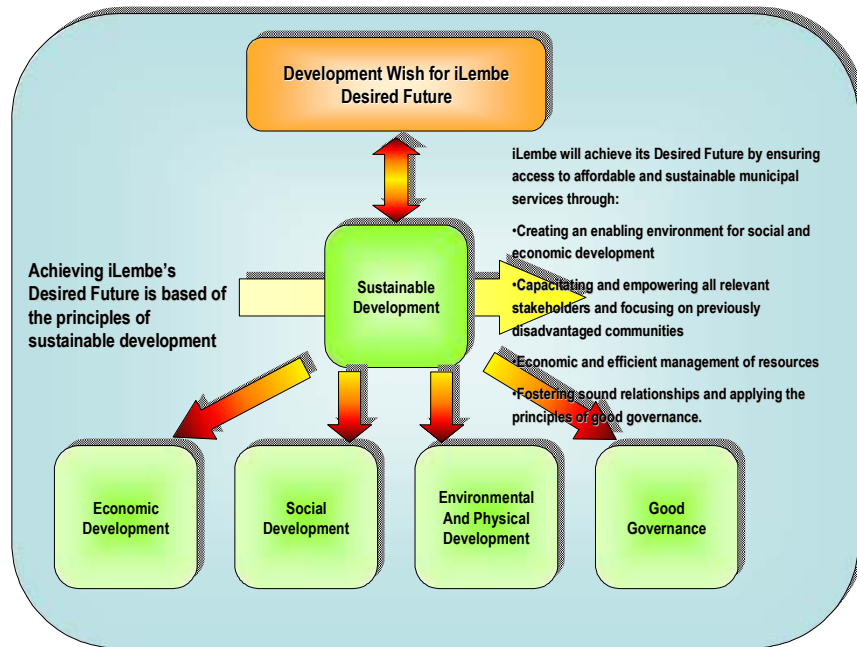 Development Wish for iLembe
Desired Future
iLembe will achieve its Desired Future by ensuring
access to affordable and sustainable municipal
services through:
•Creating an enabling environment for social and
economic development
•Capacitating and empowering all relevant
stakeholders and focusing on previously
disadvantaged communities
•Economic and efficient management of resources
•Fostering sound relationships and applying the
principles of good governance.
Achieving iLembe's
Desired Future is based of
the principles of
sustainable development
Sustainable
Development
Economic
Development
Social
Development
Environmental
And Physical
Development
Good
Governance